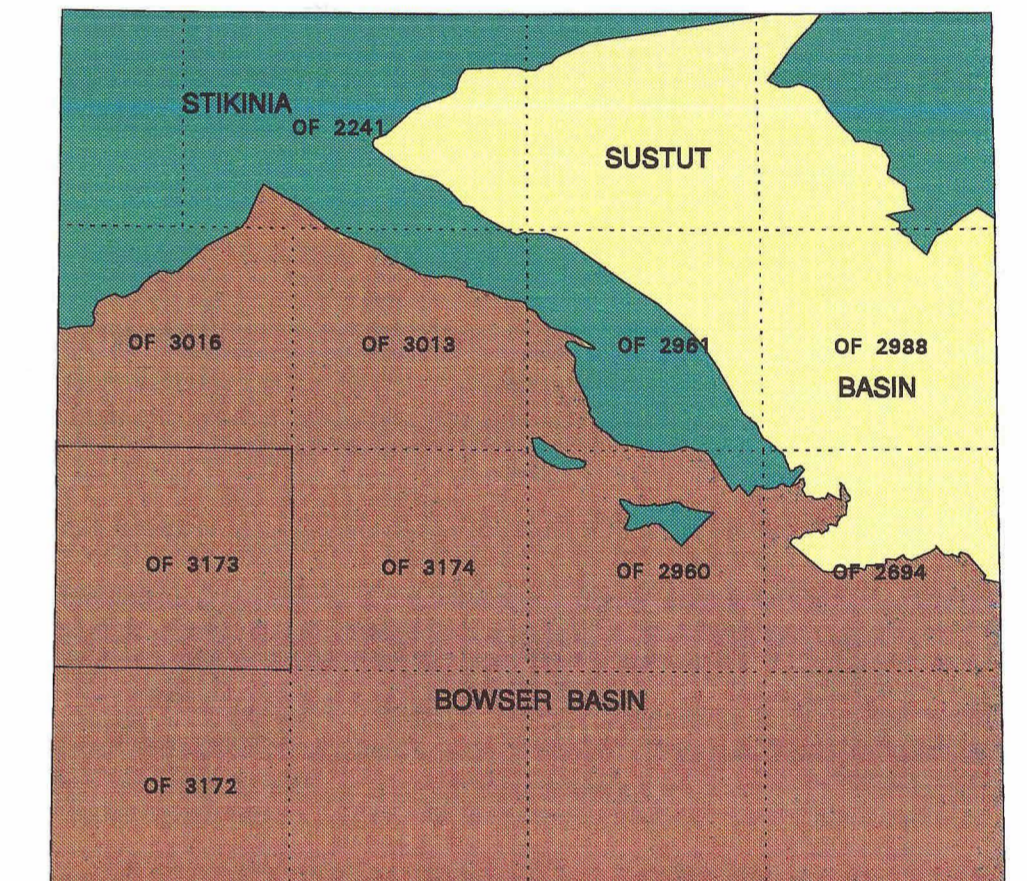 STIKINIA
OF 2241
SUSTUT
OF 3016
OF 3013
OF 2961
OF 2988
BASIN
OF 3173
OF 3174
OF 2960
OF 2694
BOWSER BASIN
OF 3172